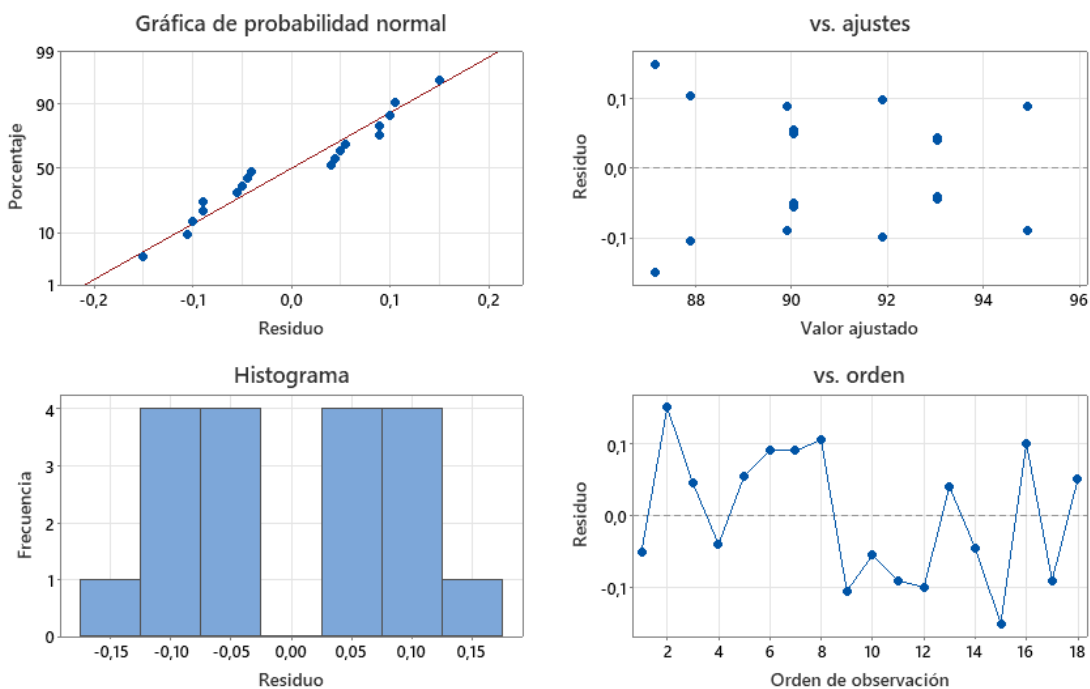 Gráfica de probabilidad normal
99
90
50
10
1
Porcentaje
-0,2 -0,1 0,0 0,1 0,2
Residuo
vs. ajustes
0,1
0,0
-0,1
Residuo
88 90 92 94 96
Valor ajustado
Histograma
4
3
2
1
0
Frecuencia
-0,15 -0,10 -0,05 0,00 0,05 0,10 0,15
Residuo
vs. orden
0,1
0,0
-0,1
Residuo
2 4 6 8 10 12 14 16 18
Orden de observación